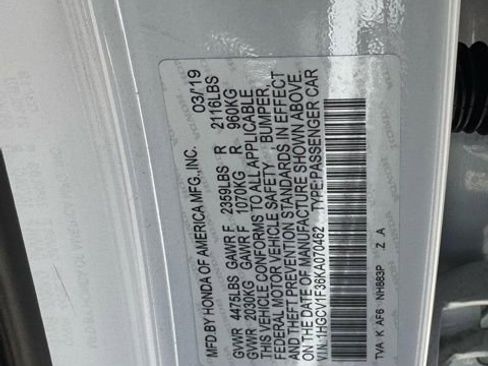 MFD.BY HONDA OF AMERICA MFG.,INC. 03/'19
GVWR 4475LBS GAWR F 2359LBS R 2116LBS
GVWR 2030KG GAWR F 1070KG R 960KG
THIS VEHICLE CONFORMS TO ALL APPLICABLE
FEDERAL MOTOR VEHICLE SAFETY, BUMPER,
AND THEFT PREVENTION STANDARDS IN EFFECT
ON THE DATE OF MANUFACTURE SHOWN ABOVE.
V.I.N.:1HGCV1F36KA070462 TYPE:PASSENGER CAR
TVA K AF6 NH883P Z A